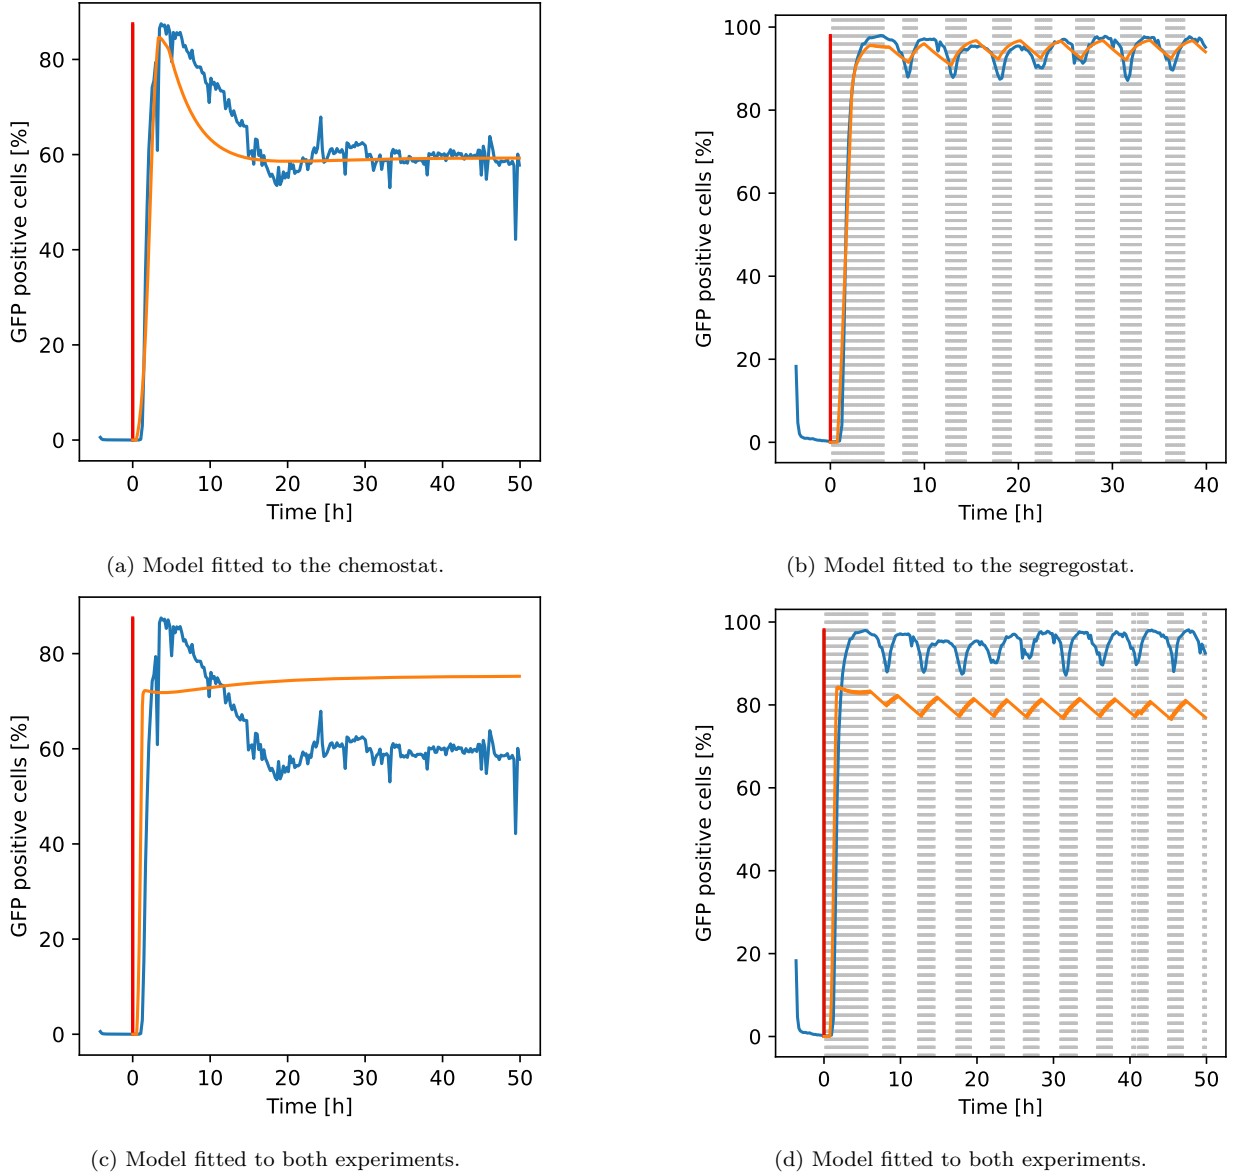 GFP positive cells [%]
80
60
40
20
0
0 10 20 30 40 50
Time [h]
(a) Model fitted to the chemostat.
GFP positive cells [%]
100
80
60
40
20
0
0 10 20 30 40
Time [h]
(b) Model fitted to the segregostat.
GFP positive cells [%]
80
60
40
20
0
0 10 20 30 40 50
Time [h]
(c) Model fitted to both experiments.
GFP positive cells [%]
100
80
60
40
20
0
0 10 20 30 40 50
Time [h]
(d) Model fitted to both experiments.